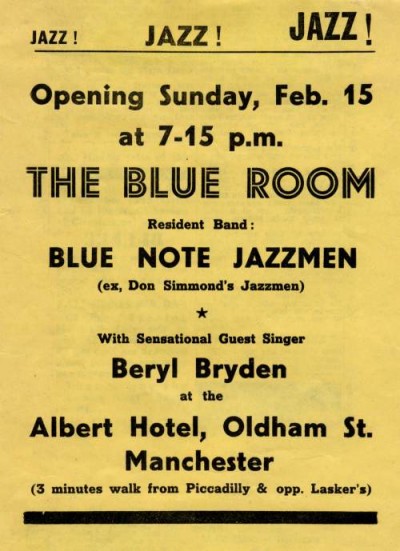 JAZZ ! JAZZ ! JAZZ !
Opening Sunday, Feb. 15
at 7-15 p.m.
THE BLUE ROOM
Resident Band :
BLUE NOTE JAZZMEN
(ex, Don Simmond's Jazzmen)
With Sensational Guest Singer
Beryl Bryden
at the
Albert Hotel, Oldham St.
Manchester
(3 minutes walk from Piccadilly & opp. Lasker's)